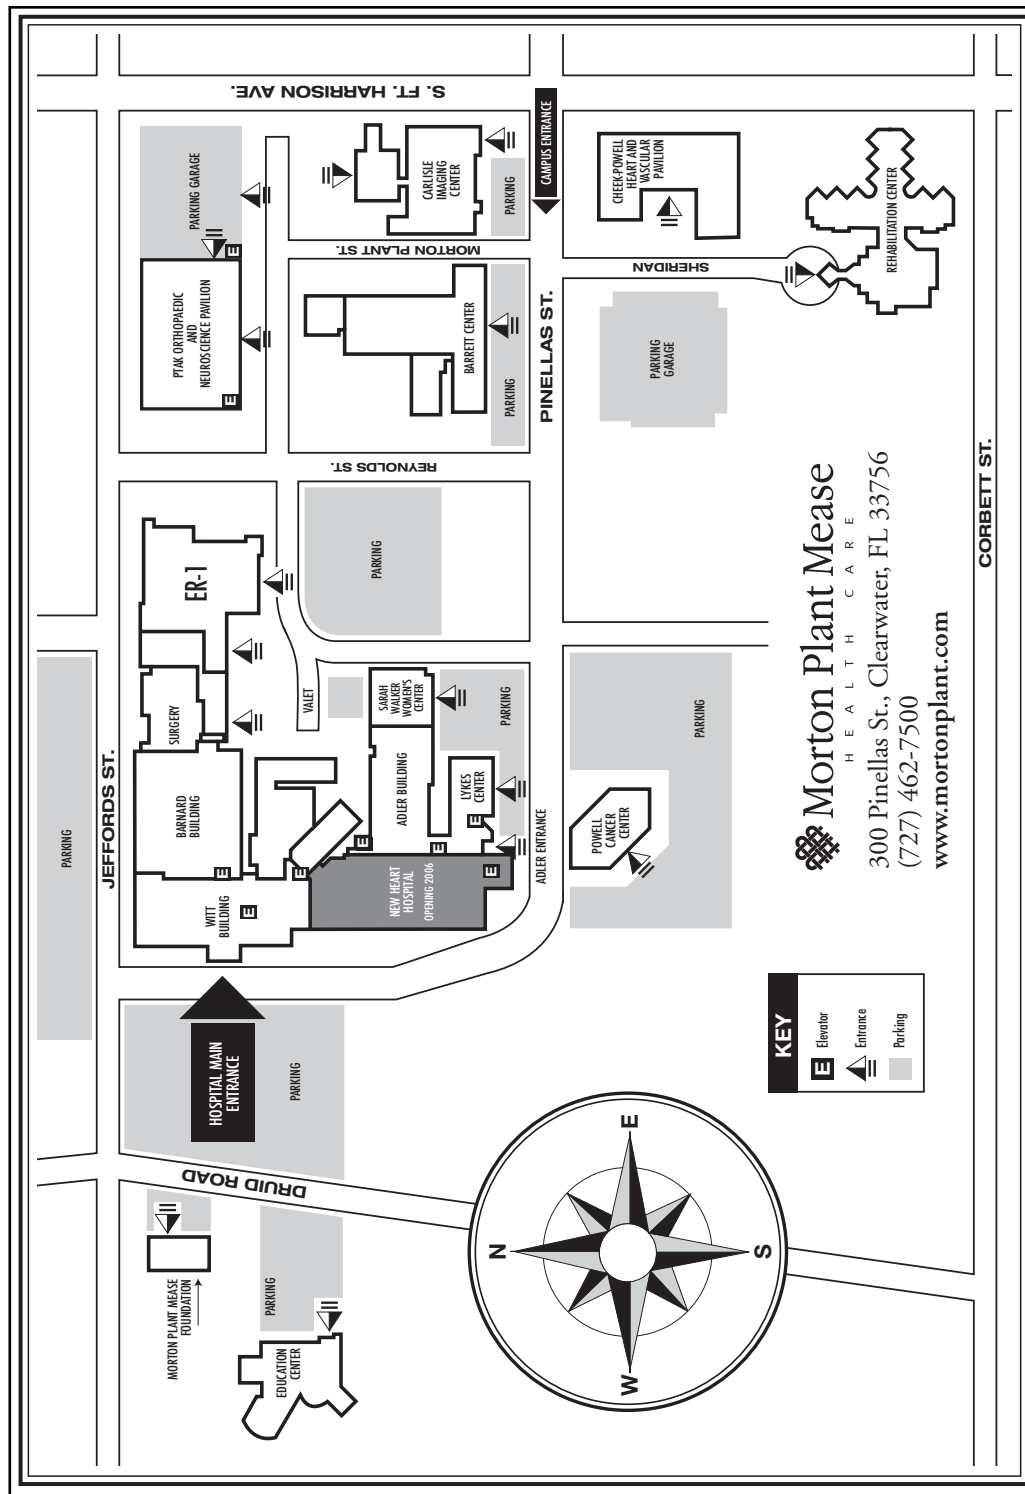 S. FT. HARRISON AVE.
PARKING GARAGE
E
PTAK ORTHOPAEDIC
AND
NEUROSCIENCE PAVILION
E
CARLISLE
IMAGING
CENTER
PARKING
CAMPUS ENTRANCE
CHEEK-POWELL
HEART AND
VASCULAR
PAVILION
REHABILITATION CENTER
MORTON PLANT ST.
SHERIDAN
BARRETT CENTER
PARKING
PINELLAS ST.
PARKING
GARAGE
REYNOLDS ST.
CORBETT ST.
JEFFORDS ST.
PARKING
ER-1
PARKING
SURGERY
VALET
SARAH
WALKER
WOMEN'S
CENTER
PARKING
PARKING
BARNARD
BUILDING
ADLER BUILDING
LYKES
CENTER
E
E
E
E
E
E
E
WITT
BUILDING
NEW HEART
HOSPITAL
OPENING 2006
ADLER ENTRANCE
POWELL
CANCER
CENTER
HOSPITAL MAIN
ENTRANCE
PARKING
DRUID ROAD
MORTON PLANT MEASE
FOUNDATION
PARKING
EDUCATION
CENTER
N
E
S
W
Morton Plant Mease
HEALTH CARE
300 Pinellas St., Clearwater, FL 33756
(727) 462-7500
www.mortonplant.com
KEY
E Elevator
Entrance
Parking